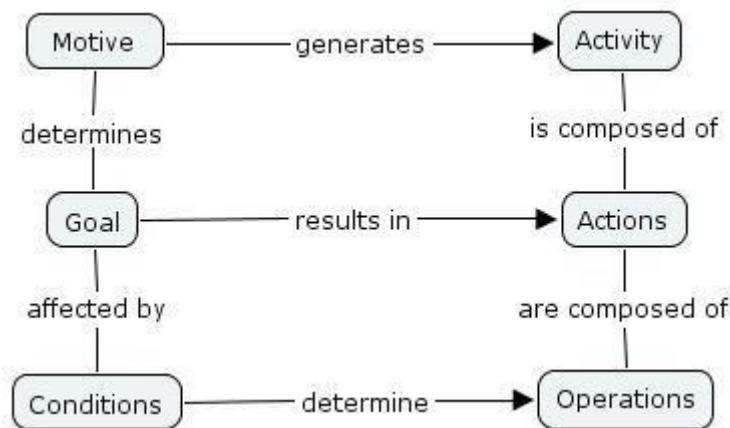 Motive
generates
Activity
determines
is composed of
Goal
results in
Actions
affected by
are composed of
Conditions
determine
Operations